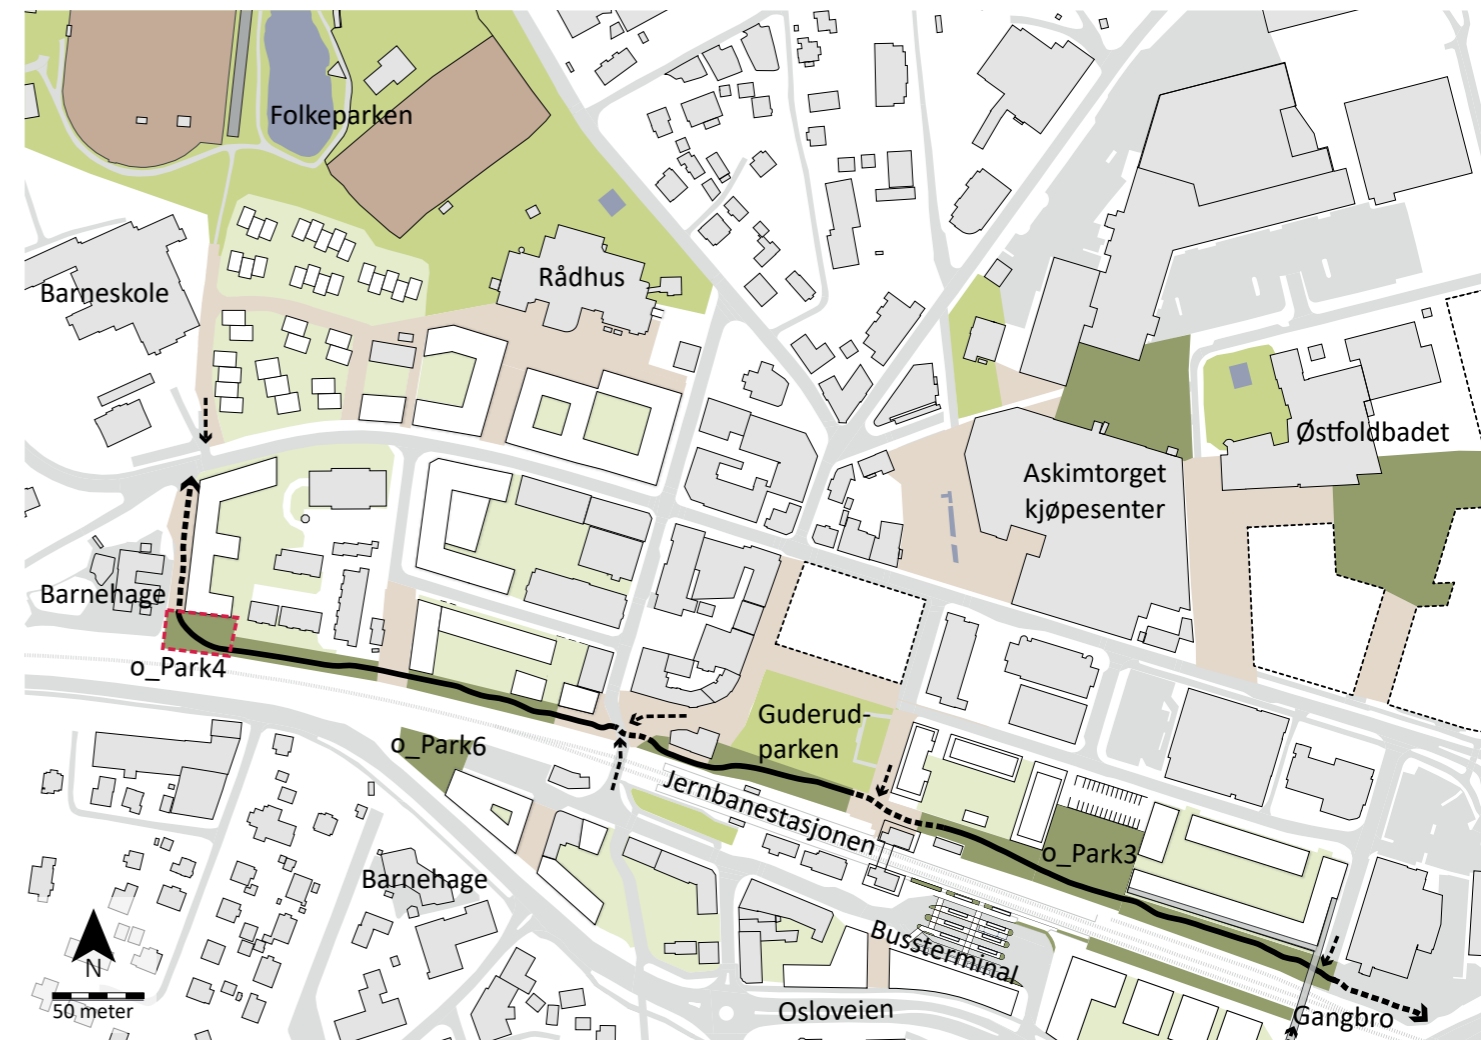 Folkeparken
Rådhus
Barneskole
Østfoldbadet
Askimtorget
kjøpesenter
Barnehage
o_Park4
Guderud-
parken
o_Park6
Jernbanestasjonen
o_Park3
Barnehage
Bussterminal
N
50 meter
Osloveien
Gangbro